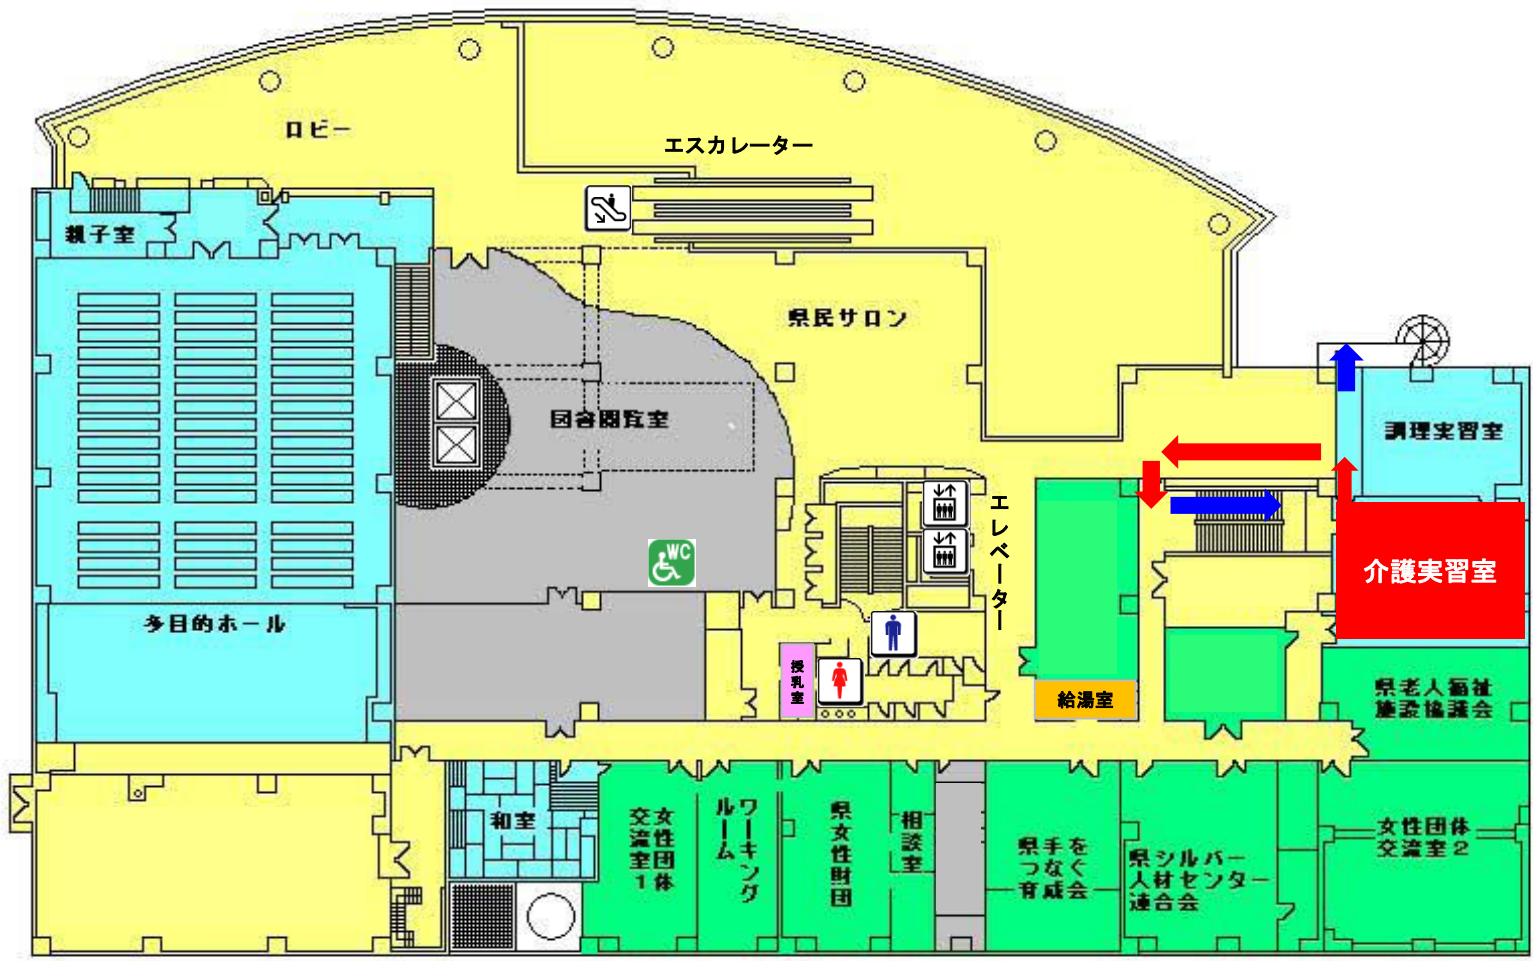 ロビー
エスカレーター
親子室
県民サロン
図書閲覧室
調理実習室
エレベーター
WC
介護実習室
多目的ホール
授乳室
給湯室
県老人福祉
施設協議会
和室
女性団体
交流室1
ワーキング
ルーム
県女性財団
相談室
県手を
つなぐ
育成会
県シルバー
人材センター
連合会
女性団体
交流室2